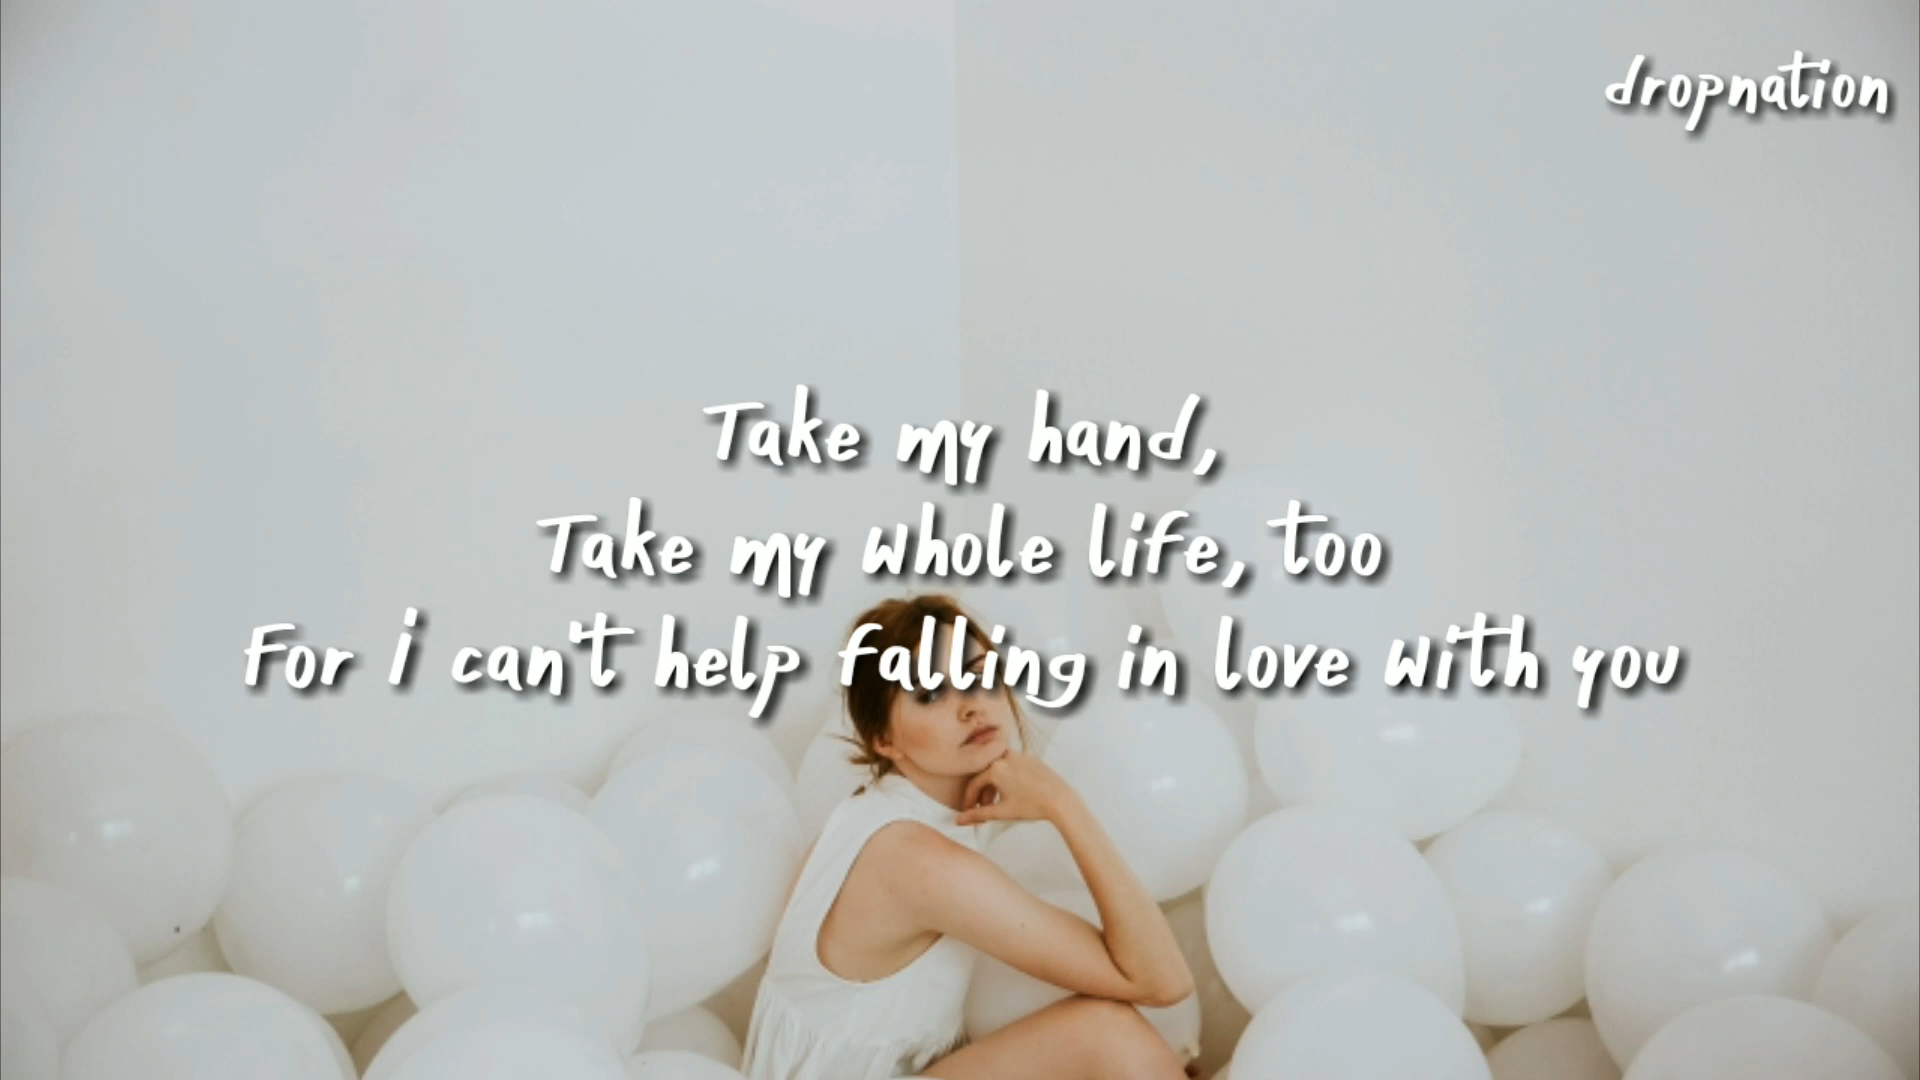 dropnation
Take my hand,
Take my whole life, too
For i can't help falling in love with you